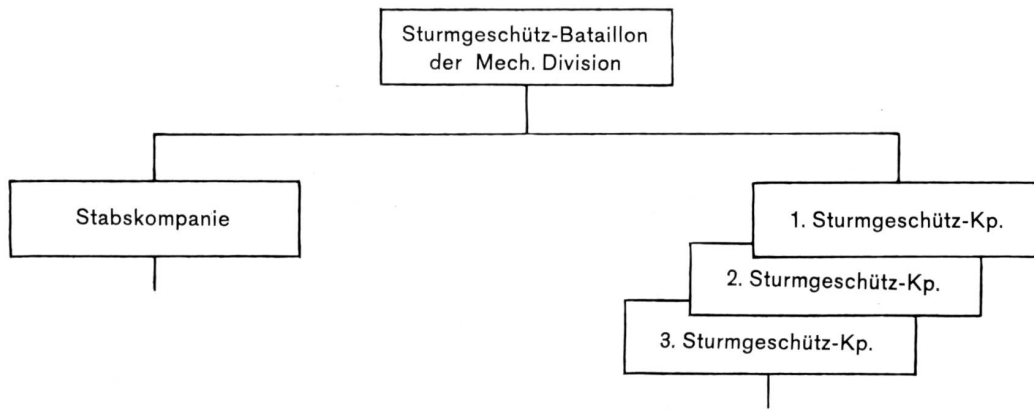 Sturmgeschütz-Bataillon
der Mech. Division
Stabskompanie
1. Sturmgeschütz-Kp.
2. Sturmgeschütz-Kp.
3. Sturmgeschütz-Kp.